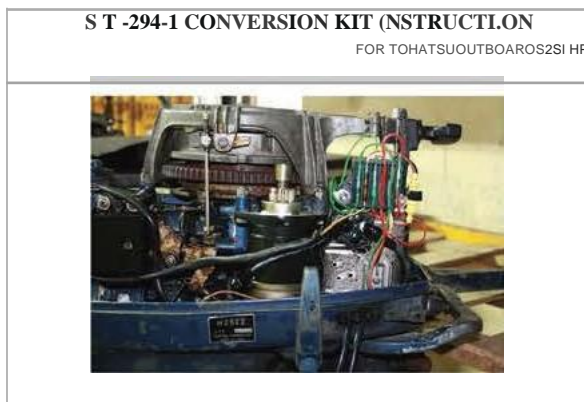 S T -294-1 CONVERSION KIT (NSTRUCTI.ON
FOR TOHATSUOUTBOAROS2SI HP